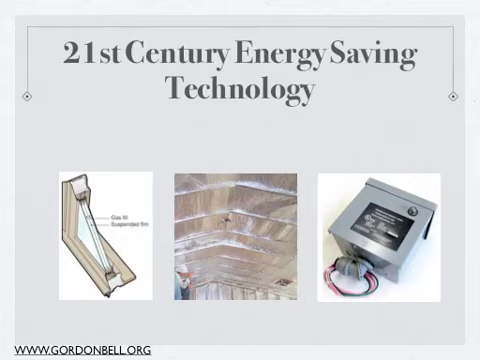 21st Century Energy Saving
Technology
Gas fill
Suspended film
WWW.GORDONBELL.ORG